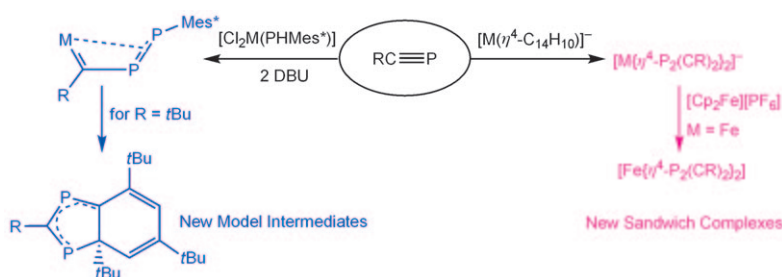 P
Mes*
M
P
P
R
[Cl₂M(PHMes*)]
2 DBU
RC≡P
[M(η⁴-C₁₄H₁₀)]⁻
[M{η⁴-P₂(CR)₂}₂]⁻
for R = tBu
[Cp₂Fe][PF₆]
M = Fe
[Fe{η⁴-P₂(CR)₂}₂]
tBu
P
R
P
tBu
tBu
New Model Intermediates
New Sandwich Complexes